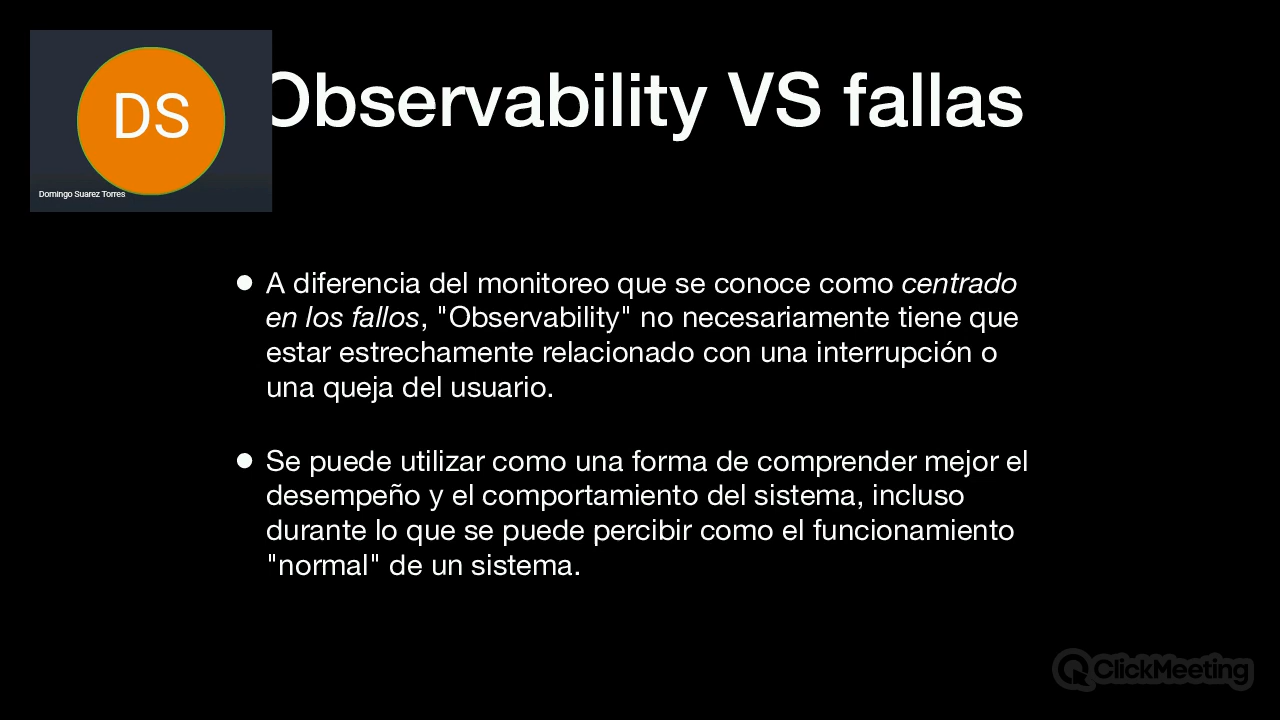 DS
Domingo Suarez Torres
Observability VS fallas
● A diferencia del monitoreo que se conoce como centrado
en los fallos, "Observability" no necesariamente tiene que
estar estrechamente relacionado con una interrupción o
una queja del usuario.
● Se puede utilizar como una forma de comprender mejor el
desempeño y el comportamiento del sistema, incluso
durante lo que se puede percibir como el funcionamiento
"normal" de un sistema.
ClickMeeting